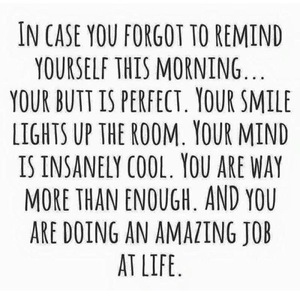 IN CASE YOU FORGOT TO REMIND
YOURSELF THIS MORNING...
YOUR BUTT IS PERFECT. YOUR SMILE
LIGHTS UP THE ROOM. YOUR MIND
IS INSANELY COOL. YOU ARE WAY
MORE THAN ENOUGH. AND YOU
ARE DOING AN AMAZING JOB
AT LIFE.